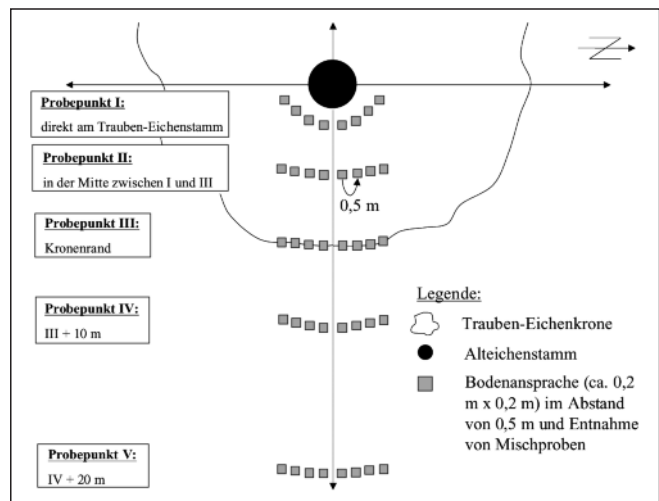 Probepunkt I:
direkt am Trauben-Eichenstamm
Probepunkt II:
in der Mitte zwischen I und III
0,5 m
Probepunkt III:
Kronenrand
Probepunkt IV:
III + 10 m
Probepunkt V:
IV + 20 m
Legende:
Trauben-Eichenkrone
Alteichenstamm
Bodenansprache (ca. 0,2
m x 0,2 m) im Abstand
von 0,5 m und Entnahme
von Mischproben